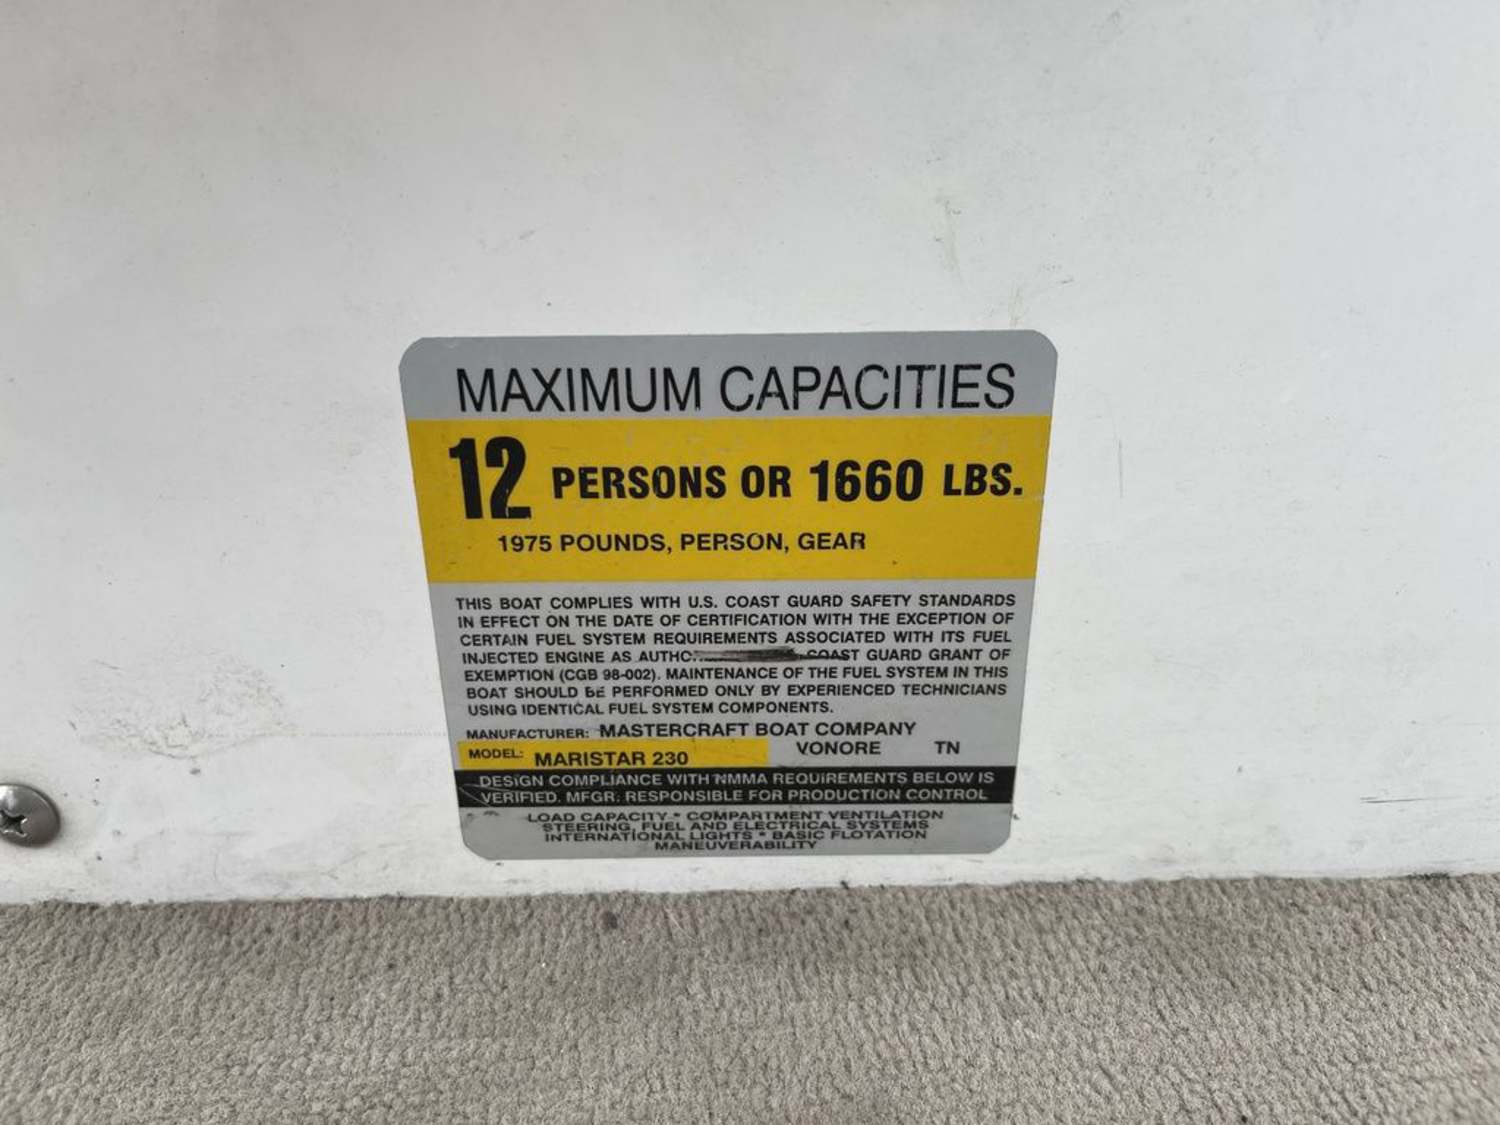 MAXIMUM CAPACITIES
12 PERSONS OR 1660 LBS.
1975 POUNDS, PERSON, GEAR
THIS BOAT COMPLIES WITH U.S. COAST GUARD SAFETY STANDARDS
IN EFFECT ON THE DATE OF CERTIFICATION WITH THE EXCEPTION OF
CERTAIN FUEL SYSTEM REQUIREMENTS ASSOCIATED WITH ITS FUEL
INJECTED ENGINE AS COAST GUARD GRANT OF
EXEMPTION (CGB 98-002). MAINTENANCE OF THE FUEL SYSTEM IN THIS
BOAT SHOULD BE PERFORMED ONLY BY EXPERIENCED TECHNICIANS
USING IDENTICAL FUEL SYSTEM COMPONENTS.
MANUFACTURER: MASTERCRAFT BOAT COMPANY
MODEL: MARISTAR 230 VONORE TN
DESIGN COMPLIANCE WITH NMMA REQUIREMENTS BELOW IS
VERIFIED. MFGR. RESPONSIBLE FOR PRODUCTION CONTROL
LOAD CAPACITY * COMPARTMENT VENTILATION
STEERING, FUEL AND ELECTRICAL SYSTEMS
INTERNATIONAL LIGHTS * BASIC FLOTATION
MANEUVERABILITY